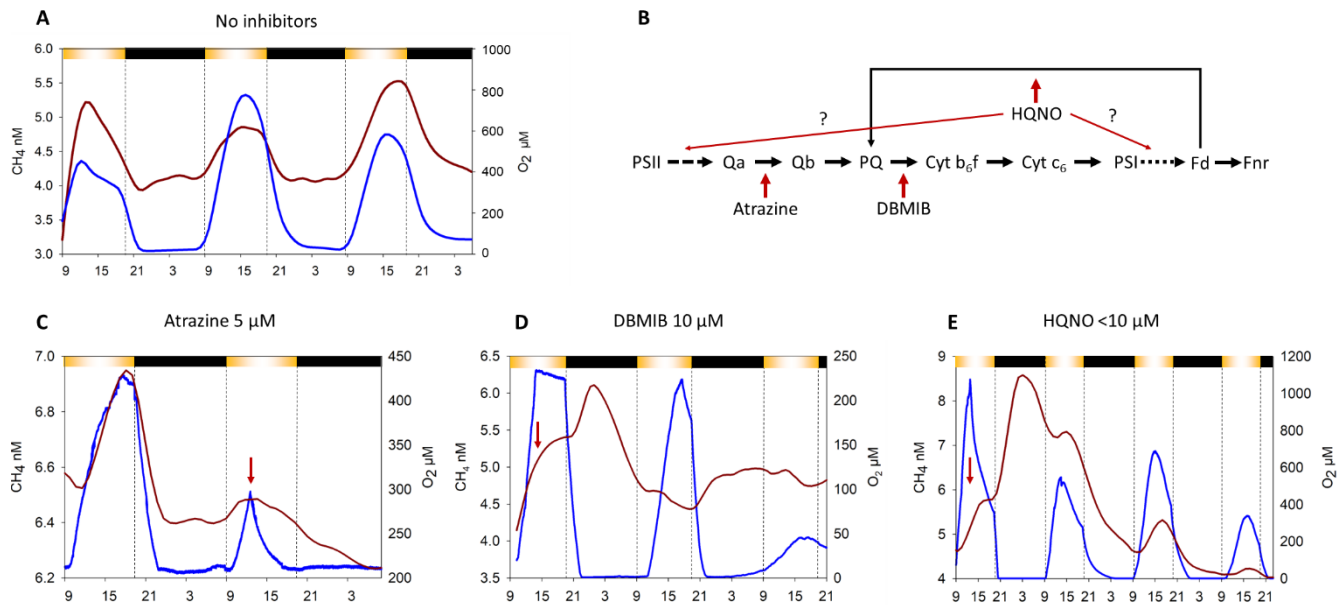 A
No inhibitors
CH₄ nM
6.0
5.5
5.0
4.5
4.0
3.5
3.0
1000
800
600
400
200
0
O₂ µM
9 15 21 3 9 15 21 3 9 15 21 3
B
HQNO
? ?
PSII Qa Qb PQ Cyt b₆f Cyt c₆ PSI Fd Fnr
Atrazine DBMIB
C
Atrazine 5 µM
CH₄ nM
7.0
6.8
6.6
6.4
6.2
450
400
350
300
250
200
O₂ µM
9 15 21 3 9 15 21 3
D
DBMIB 10 µM
CH₄ nM
6.5
6.0
5.5
5.0
4.5
4.0
3.5
250
200
150
100
50
0
O₂ µM
9 15 21 3 9 15 21 3 9 15 21
E
HQNO <10 µM
CH₄ nM
9
8
7
6
5
4
1200
1000
800
600
400
200
0
O₂ µM
9 15 21 3 9 15 21 3 9 15 21 3 9 15 21